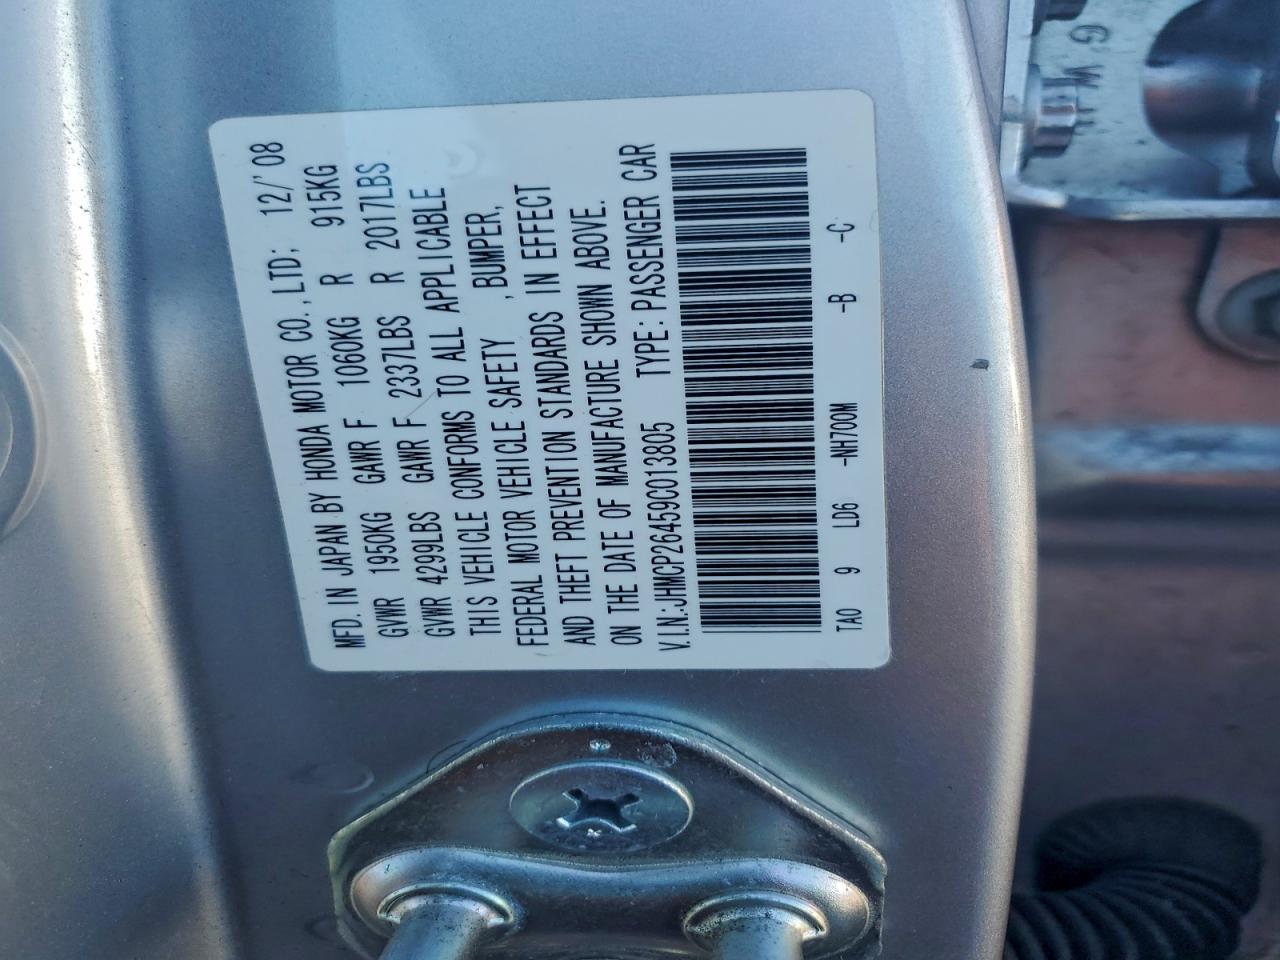 MFD. IN JAPAN BY HONDA MOTOR CO., LTD; 12/'08
GVWR 1950KG GAWR F 1060KG R 915KG
GVWR 4299LBS GAWR F 2337LBS R 2017LBS
THIS VEHICLE CONFORMS TO ALL APPLICABLE
FEDERAL MOTOR VEHICLE SAFETY , BUMPER,
AND THEFT PREVENTION STANDARDS IN EFFECT
ON THE DATE OF MANUFACTURE SHOWN ABOVE.
V.I.N.:JHMCP26459C013805 TYPE: PASSENGER CAR
TA0 9 LD6 -NH700M -B -C
G W